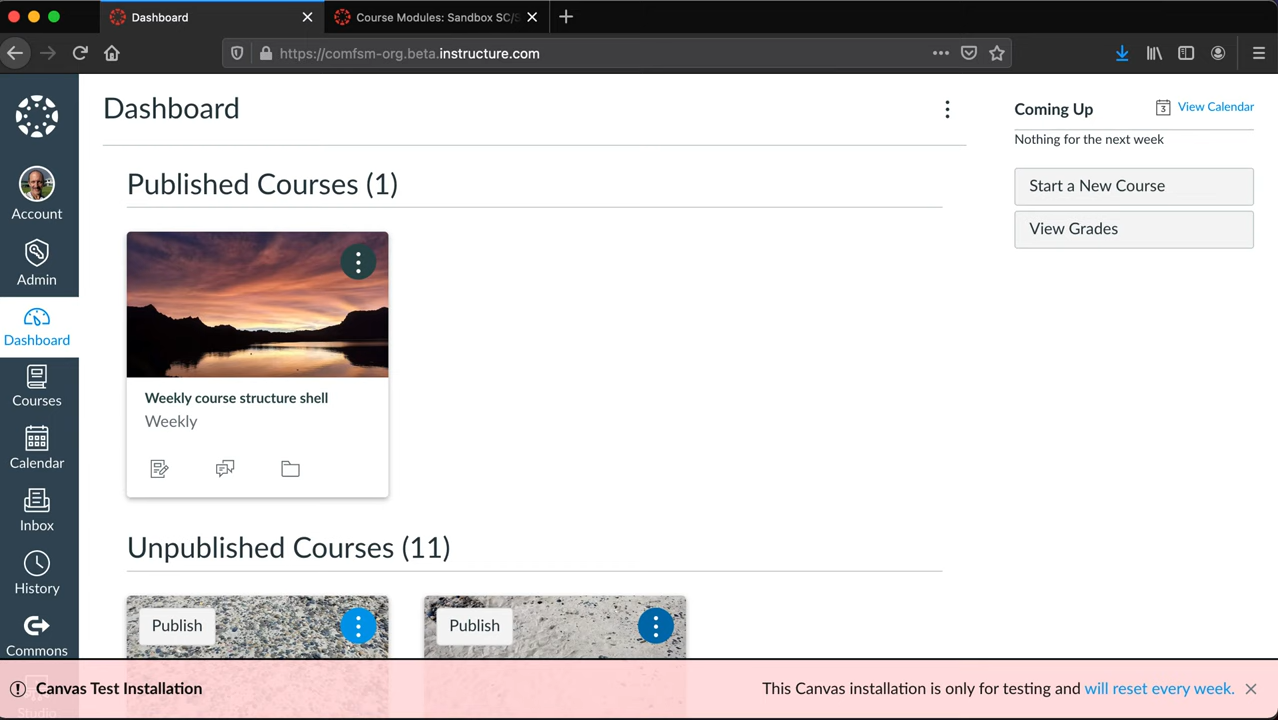 Dashboard
Course Modules: Sandbox SC/S
https://comfsm-org.beta.instructure.com
Account
Admin
Dashboard
Courses
Calendar
Inbox
History
Commons
Studio
Dashboard
Published Courses (1)
Weekly course structure shell
Weekly
Unpublished Courses (11)
Publish
Publish
Coming Up
3
View Calendar
Nothing for the next week
Start a New Course
View Grades
Canvas Test Installation
This Canvas installation is only for testing and will reset every week.